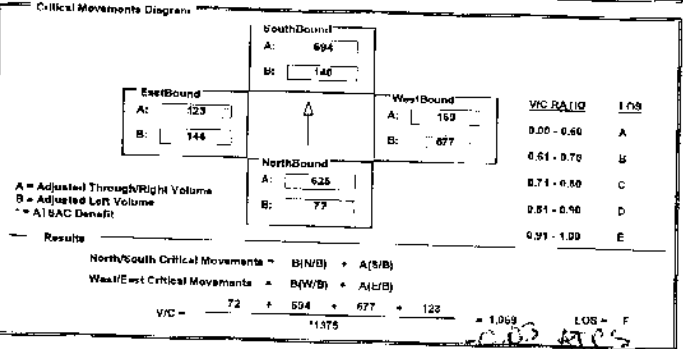 Critical Movements Diagram
SouthBound
A: 694
B: 140
EastBound
A: 123
B: 144
WestBound
A: 169
B: 677
NorthBound
A: 625
B: 72
A = Adjusted Through/Right Volume
B = Adjusted Left Volume
* = ATSAC Benefit
V/C RATIO LOS
0.00 - 0.60 A
0.61 - 0.70 B
0.71 - 0.80 C
0.81 - 0.90 D
0.91 - 1.00 E
Results
North/South Critical Movements = B(N/B) + A(S/B)
West/East Critical Movements = B(W/B) + A(E/B)
V/C = 72 + 694 + 677 + 123 = 1.069 LOS = F
*1375
ATCS